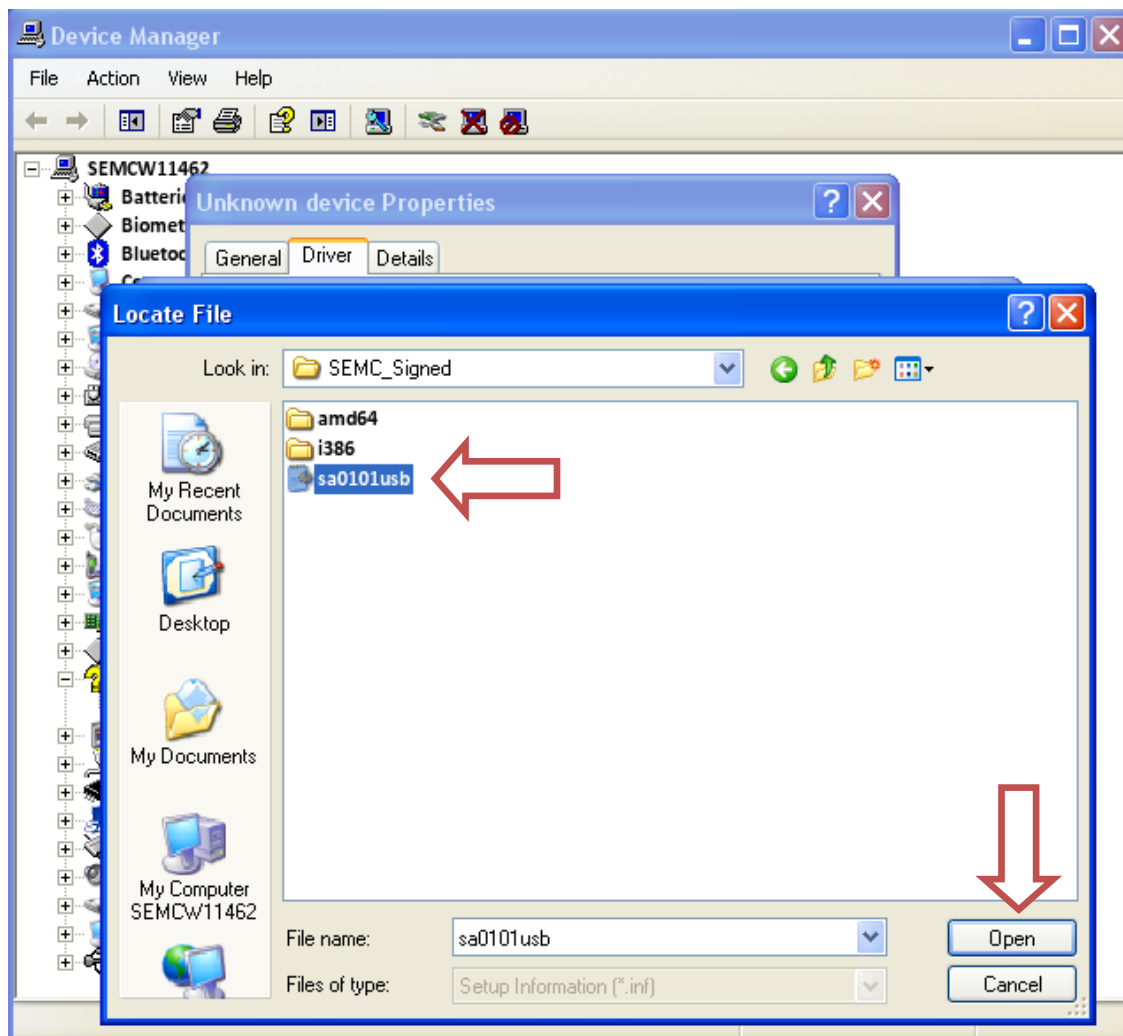 Device Manager
File Action View Help
SEMCW11462
Batterie
Biomet
Bluetoo
Unknown device Properties
General Driver Details
Locate File
Look in: SEMC_Signed
amd64
i386
sa0101usb
My Recent
Documents
Desktop
My Documents
My Computer
SEMCW11462
File name: sa0101usb Open
Files of type: Setup Information (*.inf) Cancel